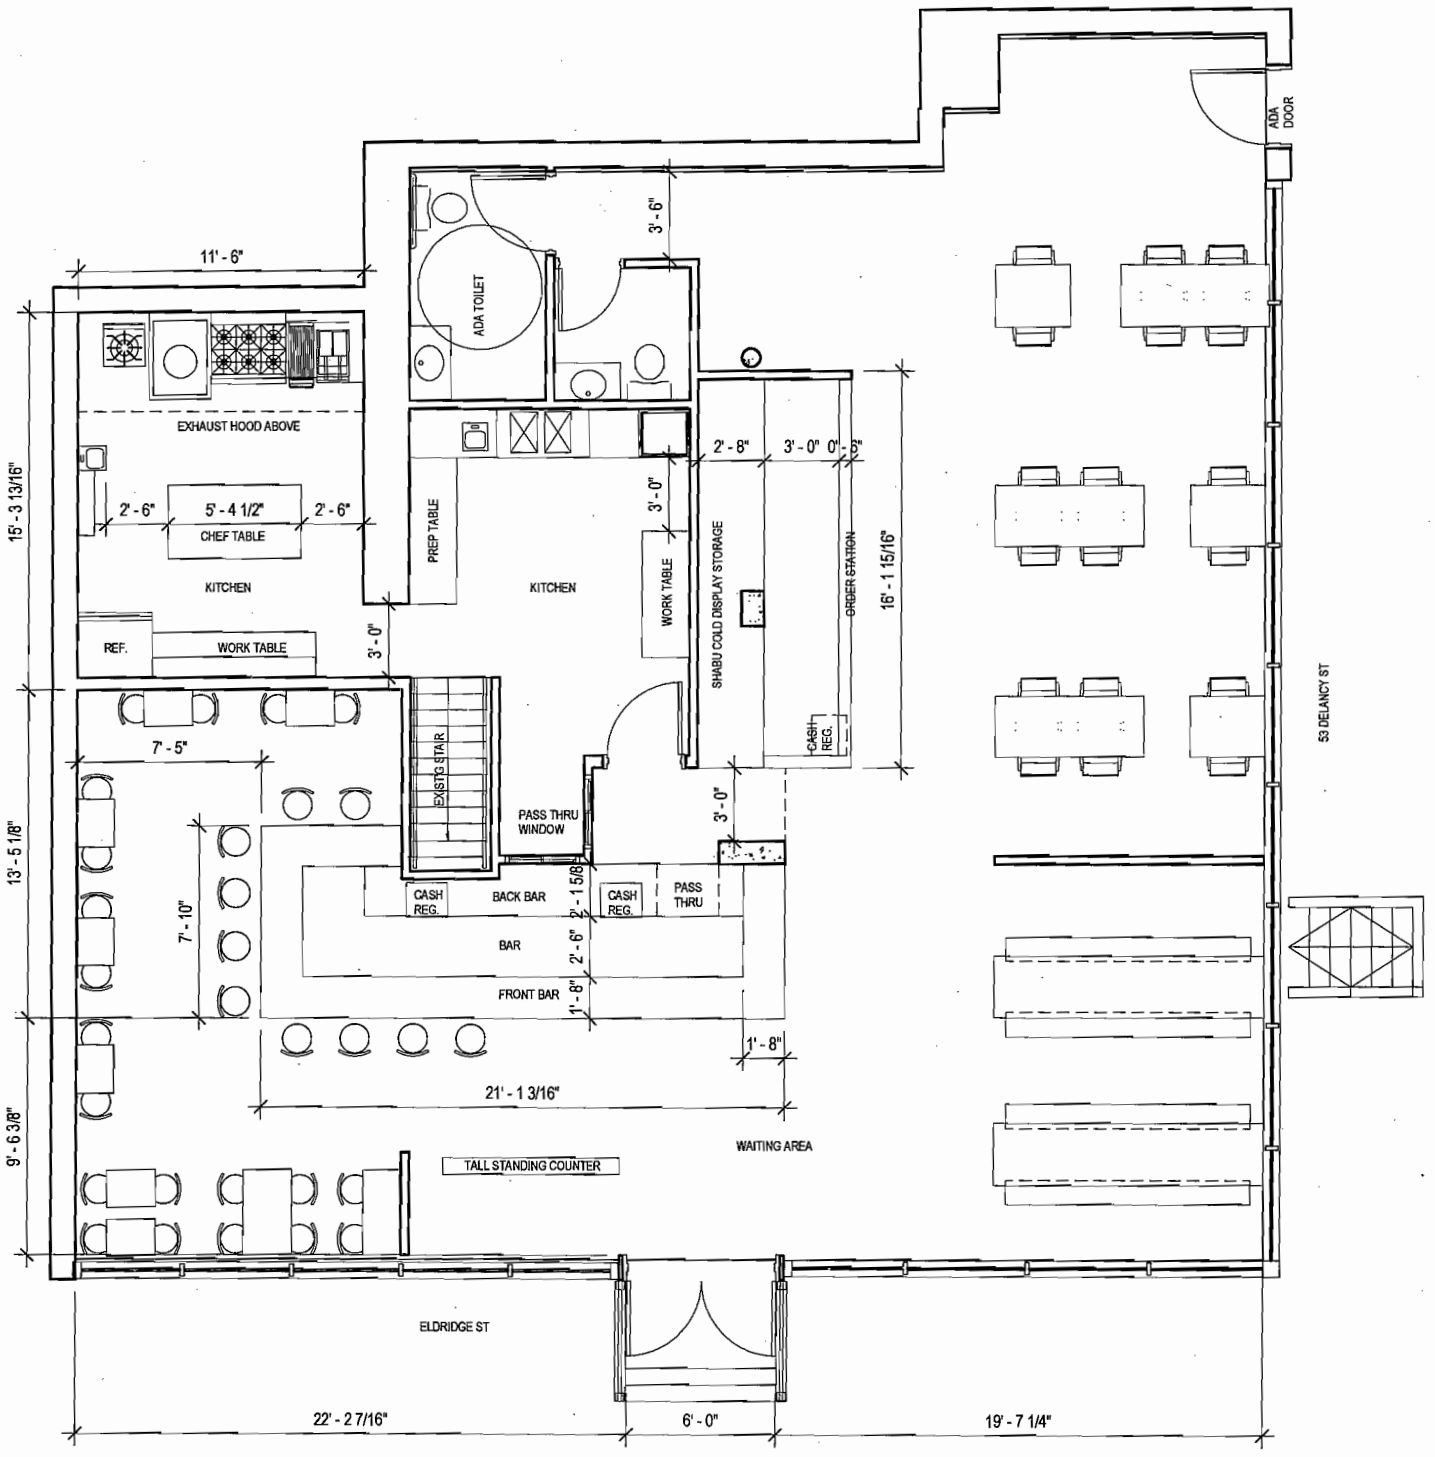 ADA
DOOR
3' - 6"
11' - 6"
ADA TOILET
EXHAUST HOOD ABOVE
2' - 8"
3' - 0"
0' - 6"
15' - 3 13/16"
2' - 6"
5' - 4 1/2"
2' - 6"
CHEF TABLE
PREP TABLE
3' - 0"
SHABU COLD DISPLAY STORAGE
ORDER STATION
16' - 1 15/16"
KITCHEN
KITCHEN
WORK TABLE
REF.
WORK TABLE
3' - 0"
53 DELANCY ST
CASH
REG.
7' - 5"
EXIST'G STAIR
PASS THRU
WINDOW
3' - 0"
13' - 5 1/8"
7' - 10"
CASH
REG.
BACK BAR
2' - 1 5/8"
CASH
REG.
PASS
THRU
BAR
2' - 6"
FRONT BAR
1' - 8"
1' - 8"
21' - 1 3/16"
9' - 6 3/8"
WAITING AREA
TALL STANDING COUNTER
ELDRIDGE ST
22' - 2 7/16"
6' - 0"
19' - 7 1/4"